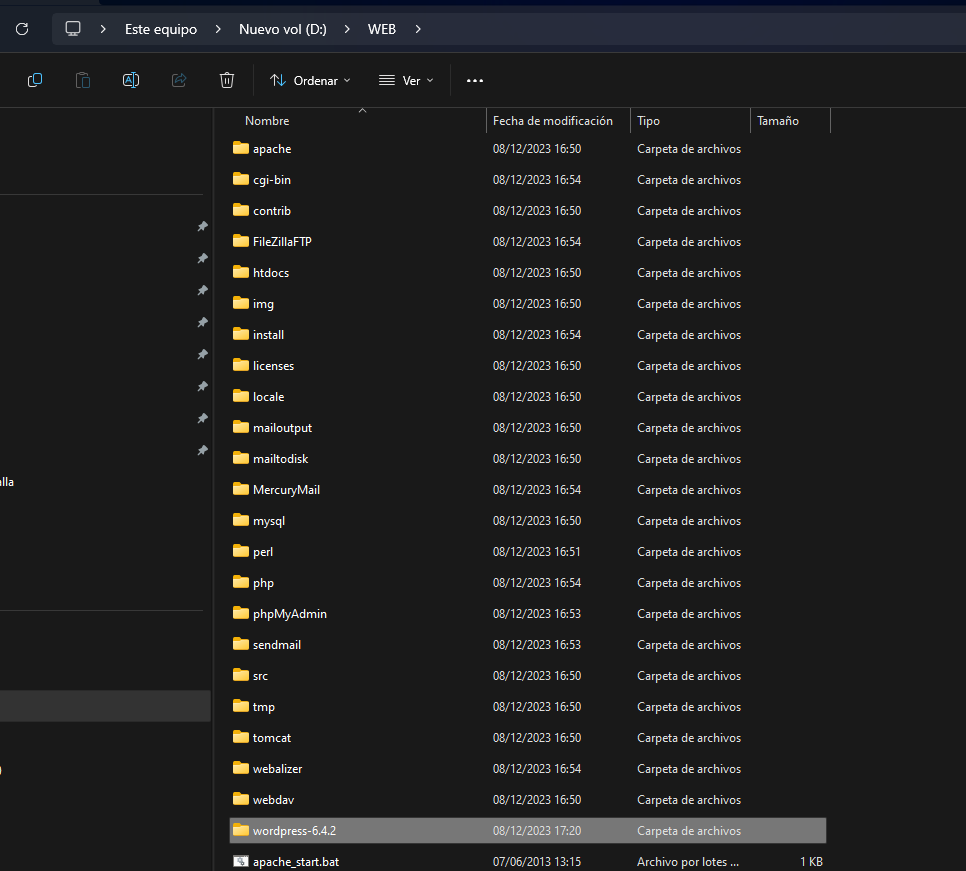 Este equipo > Nuevo vol (D:) > WEB >
Ordenar Ver ...
Nombre Fecha de modificación Tipo Tamaño
apache 08/12/2023 16:50 Carpeta de archivos
cgi-bin 08/12/2023 16:54 Carpeta de archivos
contrib 08/12/2023 16:50 Carpeta de archivos
FileZillaFTP 08/12/2023 16:54 Carpeta de archivos
htdocs 08/12/2023 16:50 Carpeta de archivos
img 08/12/2023 16:50 Carpeta de archivos
install 08/12/2023 16:54 Carpeta de archivos
licenses 08/12/2023 16:50 Carpeta de archivos
locale 08/12/2023 16:50 Carpeta de archivos
mailoutput 08/12/2023 16:50 Carpeta de archivos
mailtodisk 08/12/2023 16:50 Carpeta de archivos
lla
MercuryMail 08/12/2023 16:54 Carpeta de archivos
mysql 08/12/2023 16:50 Carpeta de archivos
perl 08/12/2023 16:51 Carpeta de archivos
php 08/12/2023 16:54 Carpeta de archivos
phpMyAdmin 08/12/2023 16:53 Carpeta de archivos
sendmail 08/12/2023 16:50 Carpeta de archivos
src 08/12/2023 16:50 Carpeta de archivos
tmp 08/12/2023 16:50 Carpeta de archivos
tomcat 08/12/2023 16:50 Carpeta de archivos
webalizer 08/12/2023 16:54 Carpeta de archivos
webdav 08/12/2023 16:50 Carpeta de archivos
wordpress-6.4.2 08/12/2023 17:20 Carpeta de archivos
apache_start.bat 07/06/2013 13:15 Archivo por lotes ... 1 KB